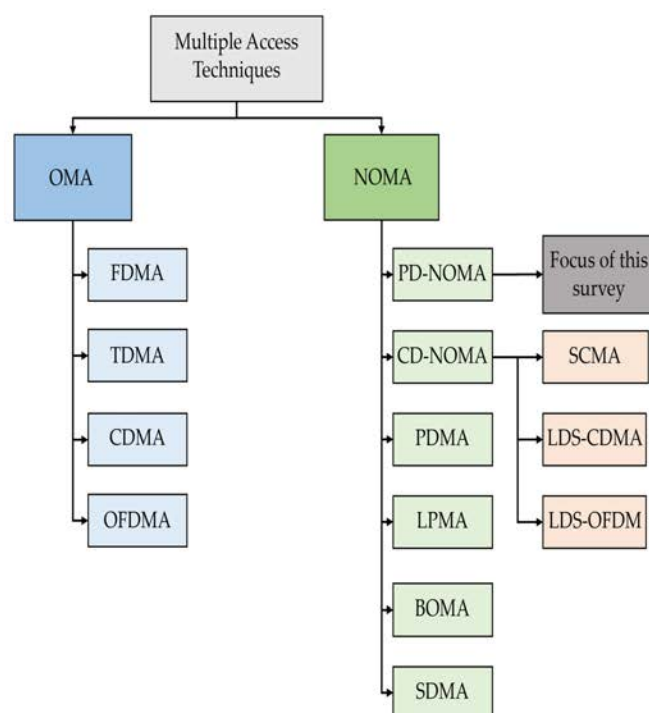 Multiple Access
Techniques
OMA
NOMA
FDMA
TDMA
CDMA
OFDMA
PD-NOMA
Focus of this
survey
CD-NOMA
SCMA
PDMA
LDS-CDMA
LPMA
LDS-OFDM
BOMA
SDMA